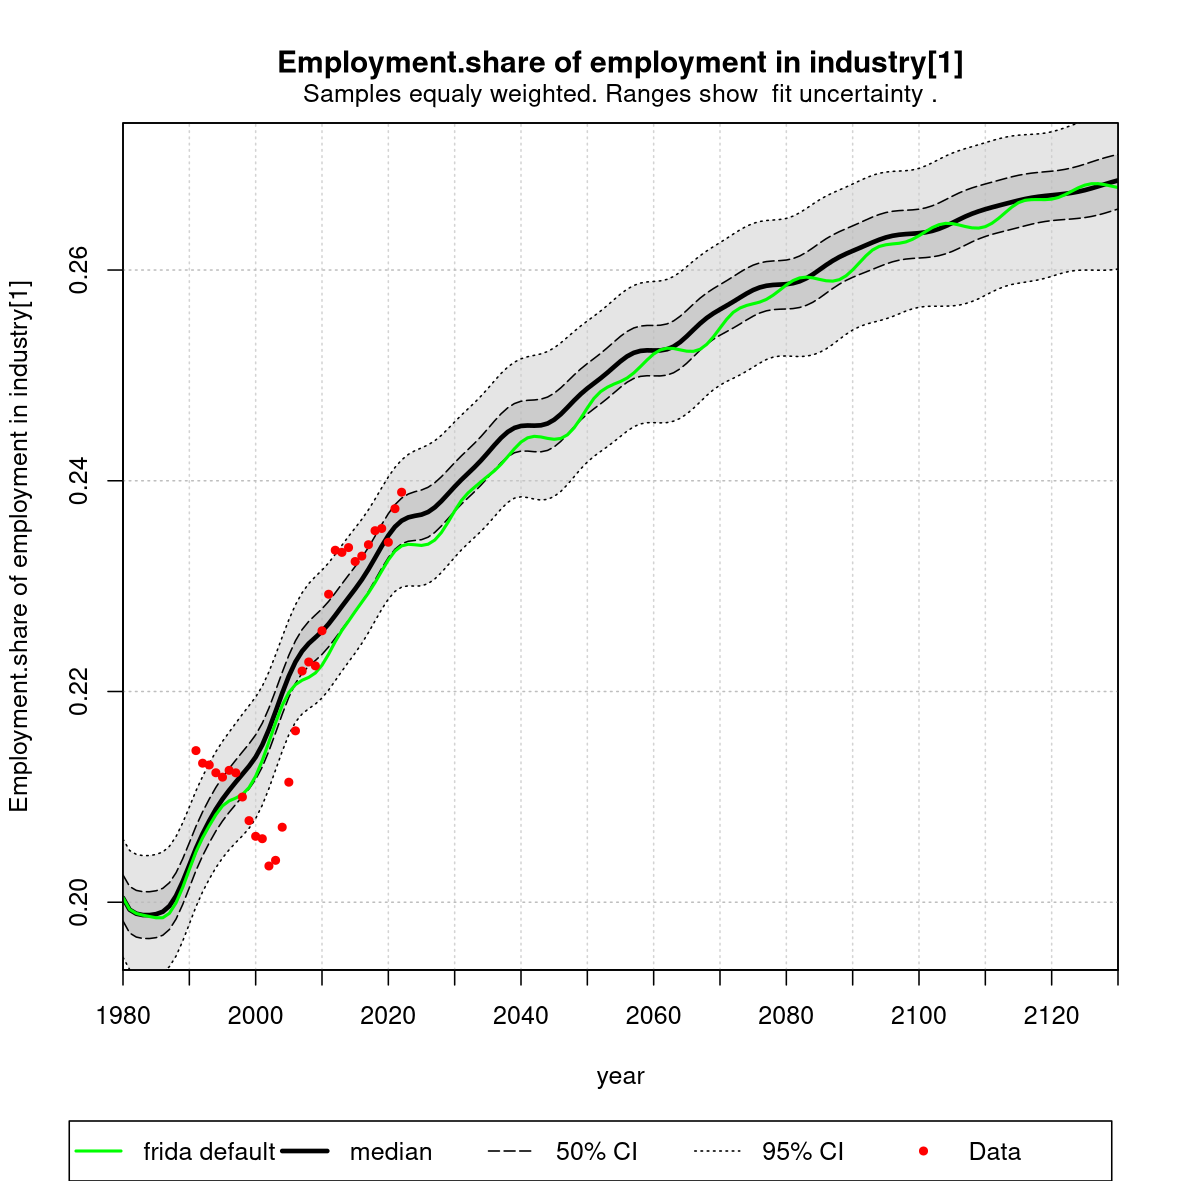 Employment.share of employment in industry[1]
Samples equaly weighted. Ranges show  fit uncertainty .
Employment.share of employment in industry[1]
0.26
0.24
0.22
0.20
1980 2000 2020 2040 2060 2080 2100 2120
year
frida default median 50% CI 95% CI Data